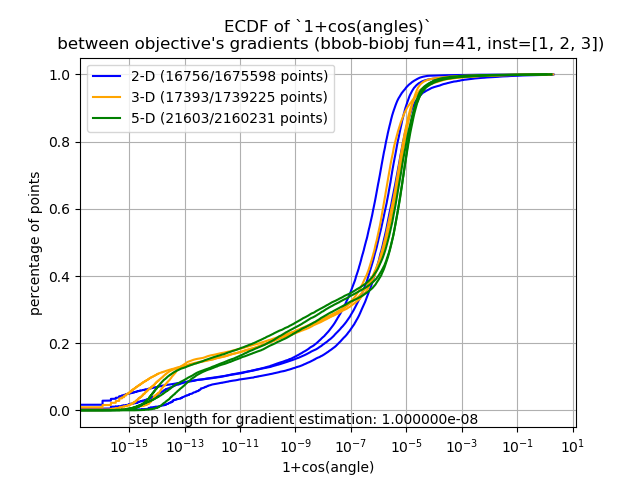 ECDF of `1+cos(angles)`
between objective's gradients (bbob-biobj fun=41, inst=[1, 2, 3])
2-D (16756/1675598 points)
3-D (17393/1739225 points)
5-D (21603/2160231 points)
percentage of points
1.0
0.8
0.6
0.4
0.2
0.0
step length for gradient estimation: 1.000000e-08
10⁻¹⁵ 10⁻¹³ 10⁻¹¹ 10⁻⁹ 10⁻⁷ 10⁻⁵ 10⁻³ 10⁻¹ 10¹
1+cos(angle)